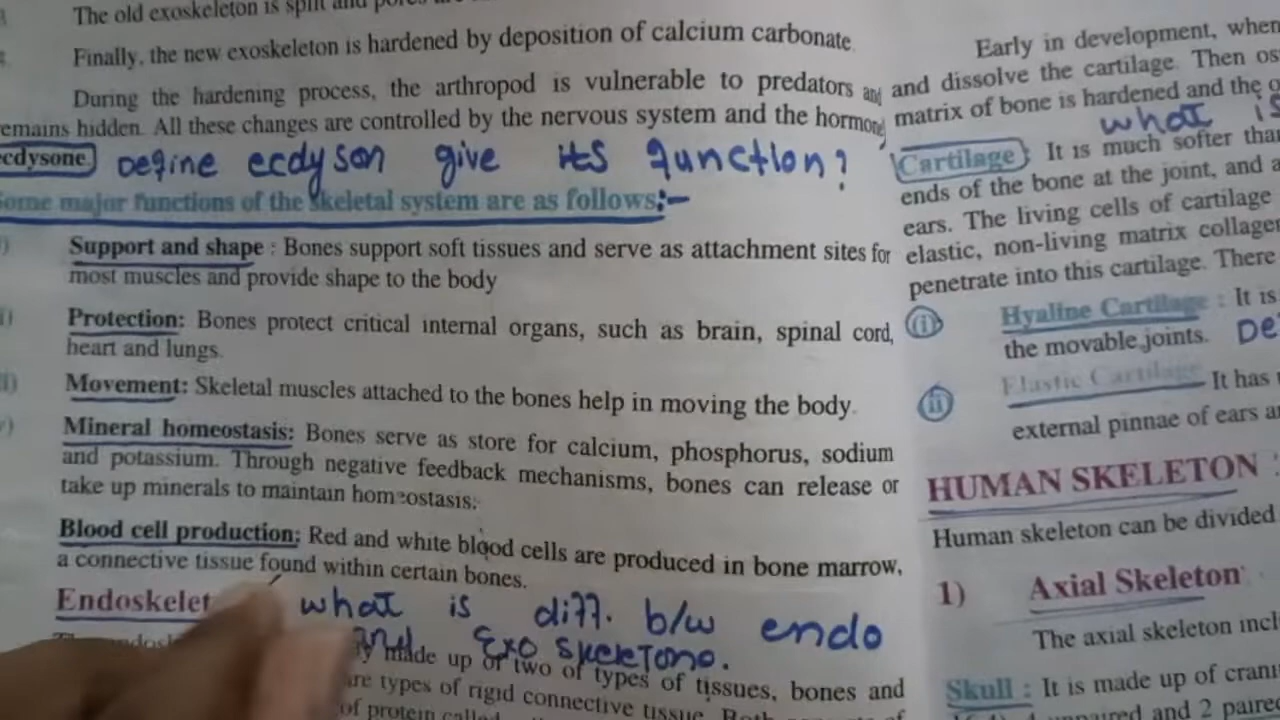 The old exoskeleton is split and
Finally, the new exoskeleton is hardened by deposition of calcium carbonate
During the hardening process, the arthropod is vulnerable to predators and
emains hidden. All these changes are controlled by the nervous system and the hormone
ecdysone. Define ecdyson give its function?
ome major functions of the skeletal system are as follows:-
Support and shape : Bones support soft tissues and serve as attachment sites for
most muscles and provide shape to the body
Protection: Bones protect critical internal organs, such as brain, spinal cord,
heart and lungs.
Movement: Skeletal muscles attached to the bones help in moving the body.
Mineral homeostasis: Bones serve as store for calcium, phosphorus, sodium
and potassium. Through negative feedback mechanisms, bones can release or
take up minerals to maintain homeostasis.
Blood cell production: Red and white blood cells are produced in bone marrow,
a connective tissue found within certain bones.
Endoskelet what is diff. b/w endo
and Exo skeletons.
made up of two of types of tissues, bones and
are types of rigid connective tissue.
of protein
Early in development, when
and dissolve the cartilage. Then os
matrix of bone is hardened and the o
what is
Cartilage: It is much softer than
ends of the bone at the joint, and a
ears. The living cells of cartilage
elastic, non-living matrix collagen
penetrate into this cartilage. There
(i) Hyaline Cartilage : It is
the movable joints. De
(ii) Elastic Cartilage It has
external pinnae of ears a
HUMAN SKELETON
Human skeleton can be divided
1) Axial Skeleton
The axial skeleton incl
Skull : It is made up of crani
and 2 paired